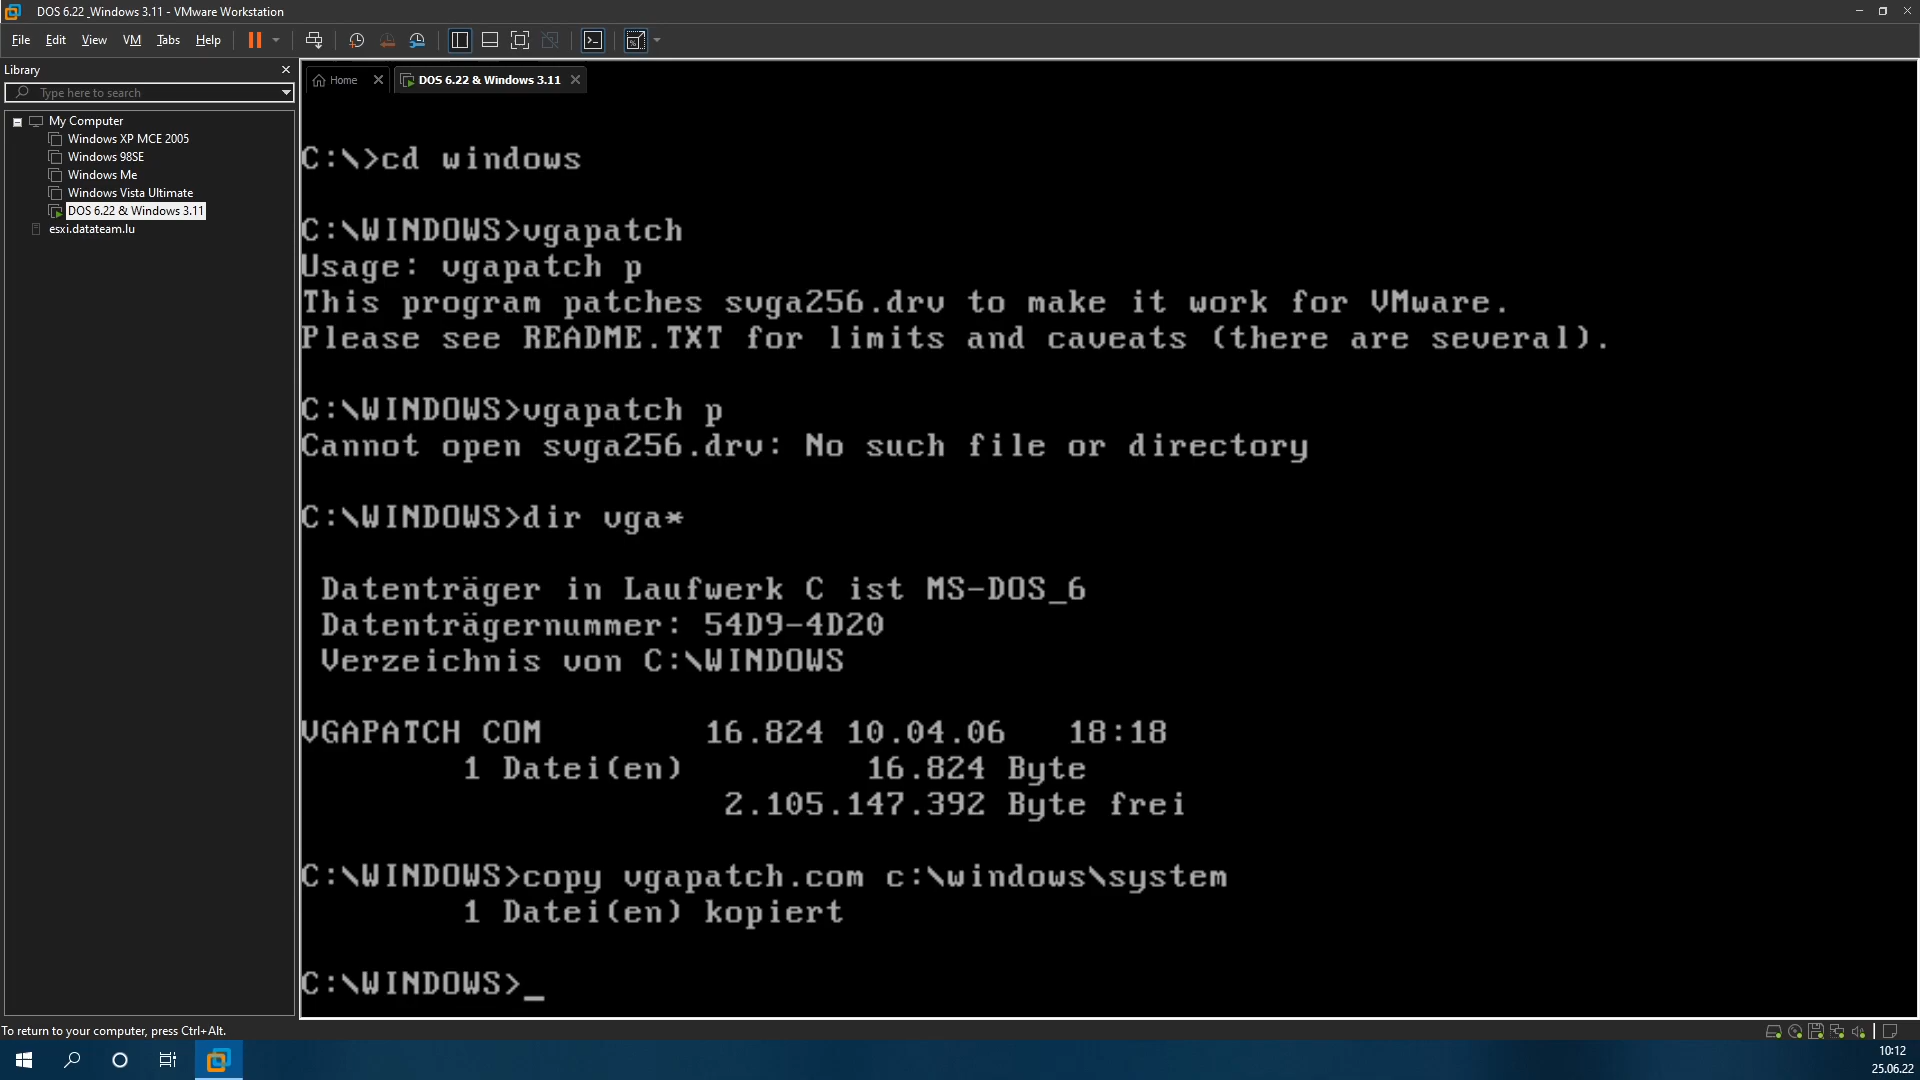 DOS 6.22 _Windows 3.11 - VMware Workstation
File Edit View VM Tabs Help
Library
Home
DOS 6.22 & Windows 3.11
Type here to search
My Computer
Windows XP MCE 2005
Windows 98SE
Windows Me
Windows Vista Ultimate
DOS 6.22 & Windows 3.11
esxi.datateam.lu
C:\>cd windows
C:\WINDOWS>vgapatch
Usage: vgapatch p
This program patches svga256.drv to make it work for VMware.
Please see README.TXT for limits and caveats (there are several).
C:\WINDOWS>vgapatch p
Cannot open svga256.drv: No such file or directory
C:\WINDOWS>dir vga*
Datenträger in Laufwerk C ist MS-DOS_6
Datenträgernummer: 54D9-4D20
Verzeichnis von C:\WINDOWS
VGAPATCH COM 16.824 10.04.06 18:18
1 Datei(en) 16.824 Byte
2.105.147.392 Byte frei
C:\WINDOWS>copy vgapatch.com c:\windows\system
1 Datei(en) kopiert
C:\WINDOWS>_
To return to your computer, press Ctrl+Alt.
10:12
25.06.22